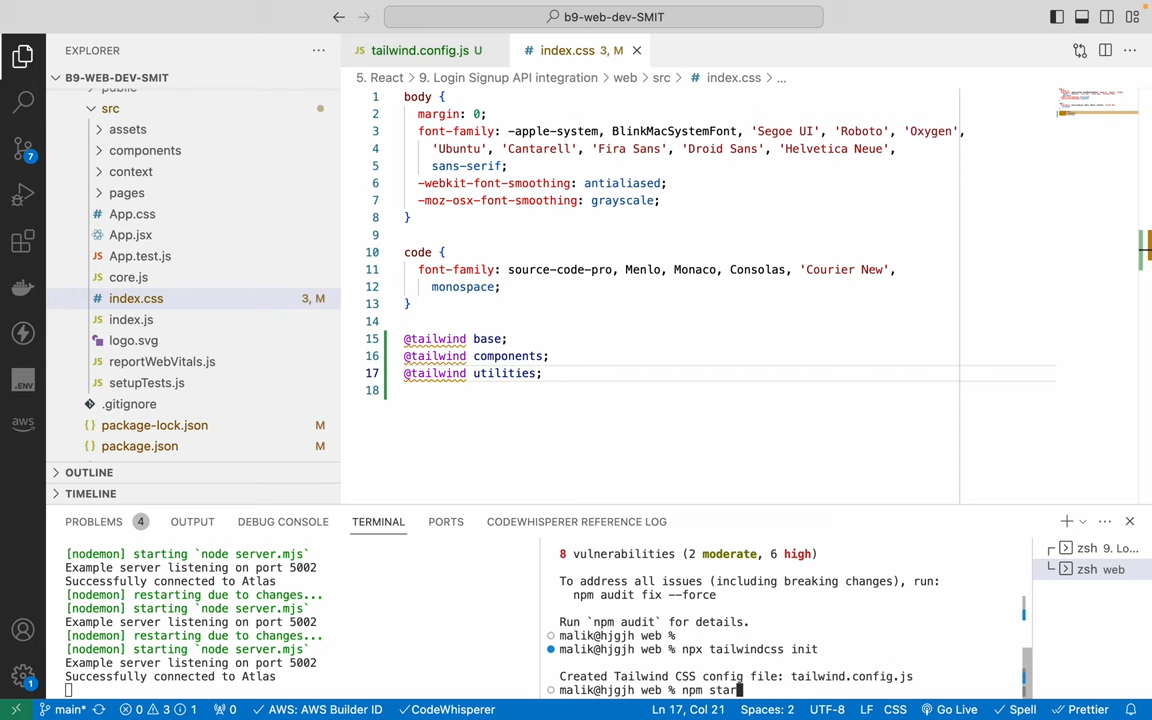 b9-web-dev-SMIT
EXPLORER
B9-WEB-DEV-SMIT
public
src
assets
components
context
pages
# App.css
App.jsx
JS App.test.js
JS core.js
# index.css 3, M
JS index.js
logo.svg
JS reportWebVitals.js
JS setupTests.js
.gitignore
{} package-lock.json M
{} package.json M
OUTLINE
TIMELINE
7
.ENV
aws
1
JS tailwind.config.js U
# index.css 3, M
5. React > 9. Login Signup API integration > web > src > # index.css > ...
1 body {
2 margin: 0;
3 font-family: -apple-system, BlinkMacSystemFont, 'Segoe UI', 'Roboto', 'Oxygen',
4 'Ubuntu', 'Cantarell', 'Fira Sans', 'Droid Sans', 'Helvetica Neue',
5 sans-serif;
6 -webkit-font-smoothing: antialiased;
7 -moz-osx-font-smoothing: grayscale;
8 }
9
10 code {
11 font-family: source-code-pro, Menlo, Monaco, Consolas, 'Courier New',
12 monospace;
13 }
14
15 @tailwind base;
16 @tailwind components;
17 @tailwind utilities;
18
PROBLEMS 4 OUTPUT DEBUG CONSOLE TERMINAL PORTS CODEWHISPERER REFERENCE LOG
[nodemon] starting `node server.mjs`
Example server listening on port 5002
Successfully connected to Atlas
[nodemon] restarting due to changes...
[nodemon] starting `node server.mjs`
Example server listening on port 5002
[nodemon] restarting due to changes...
[nodemon] starting `node server.mjs`
Example server listening on port 5002
Successfully connected to Atlas
8 vulnerabilities (2 moderate, 6 high)
To address all issues (including breaking changes), run:
npm audit fix --force
Run `npm audit` for details.
malik@hjgjh web %
malik@hjgjh web % npx tailwindcss init
Created Tailwind CSS config file: tailwind.config.js
malik@hjgjh web % npm star
zsh 9. Lo...
zsh web
main* 0 3 1 0 AWS: AWS Builder ID CodeWhisperer Ln 17, Col 21 Spaces: 2 UTF-8 LF CSS Go Live Spell Prettier